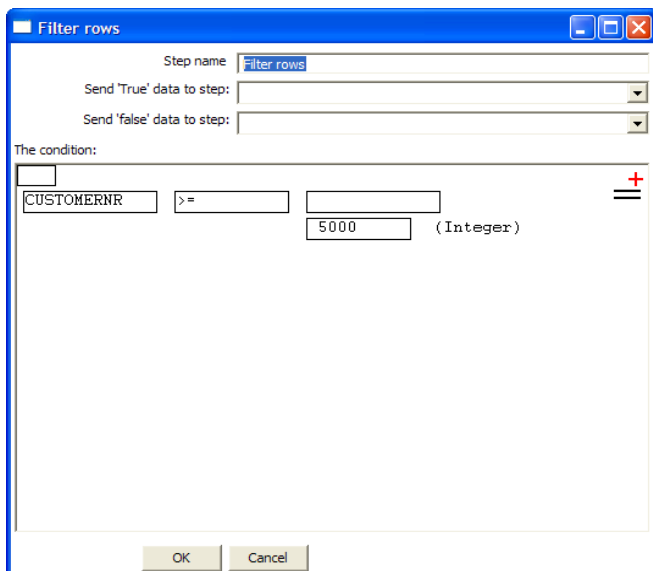 Filter rows
Step name Filter rows
Send 'True' data to step:
Send 'false' data to step:
The condition:
CUSTOMERNR >=
5000 (Integer)
OK Cancel